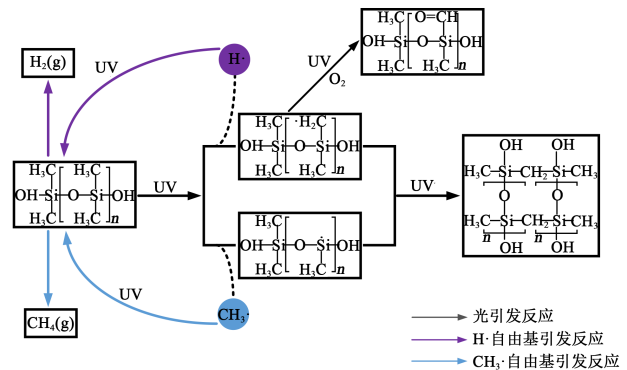 H₃C O=CH
OH—Si—O—Si—OH
H₃C H₃C n
H₂(g)
UV
H·
UV
O₂
H₃C ·H₂C
OH—Si—O—Si—OH
H₃C H₃C n
H₃C H₃C
OH—Si—O—Si—OH
H₃C H₃C n
UV
UV
OH OH
H₃C—Si—CH₂—Si—CH₃
O O
H₃C—Si—CH₂—Si—CH₃
n n
OH OH
H₃C
OH—Si—O—Si—OH
H₃C H₃C n
UV
CH₃·
CH₄(g)
光引发反应
H·自由基引发反应
CH₃·自由基引发反应